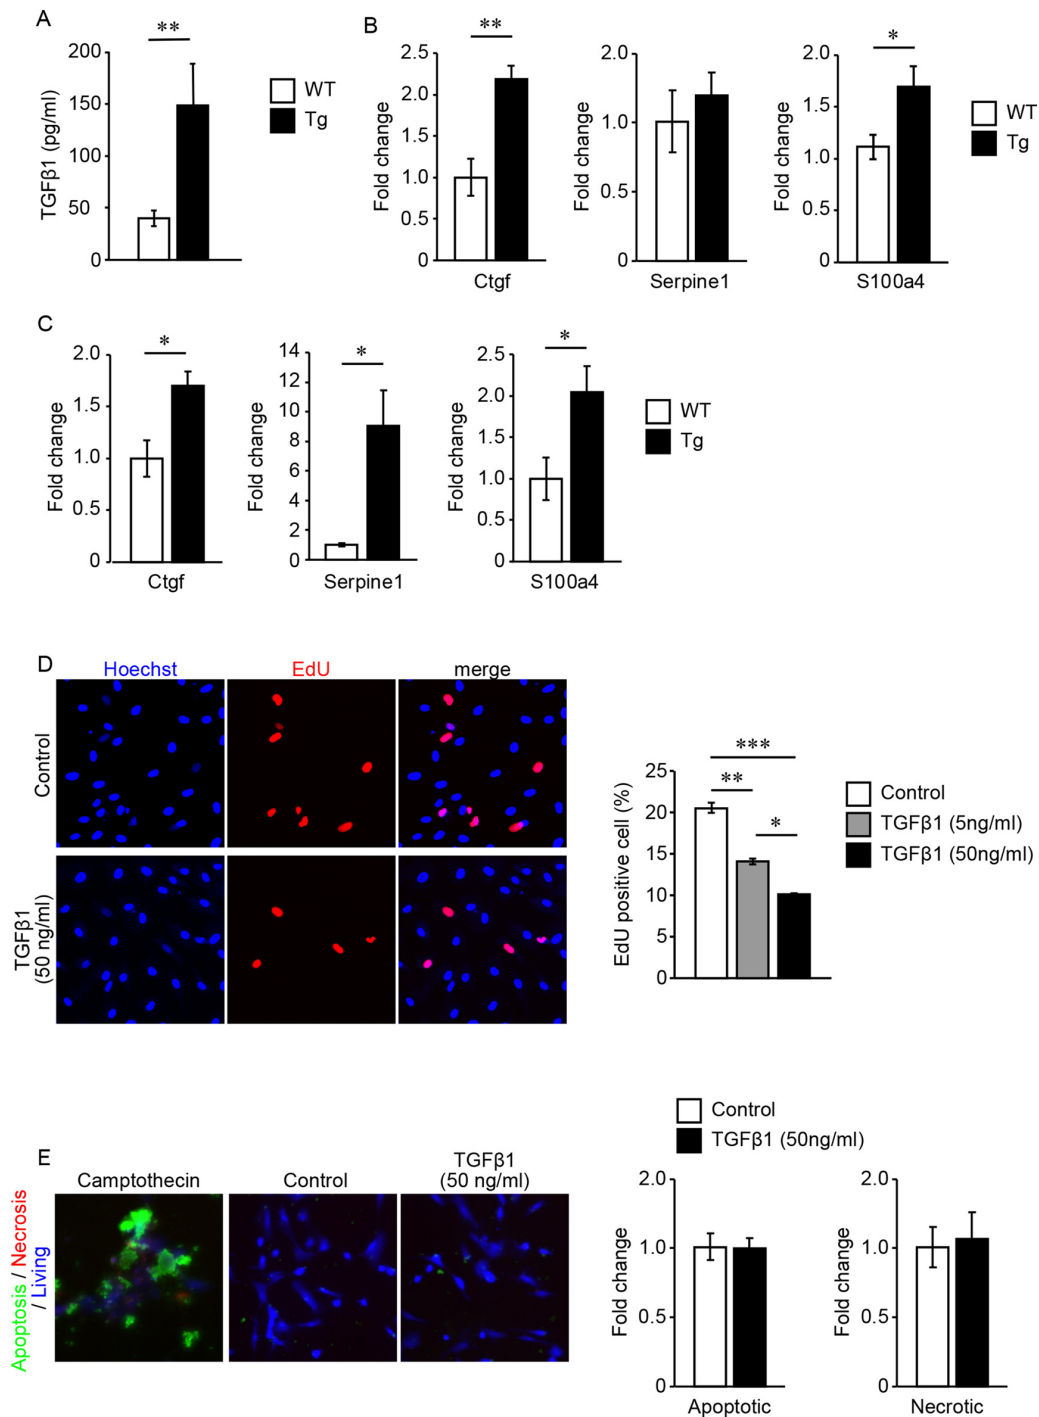 A
**
TGFβ1 (pg/ml)
200
150
100
50
0
WT
Tg
B
**
Fold change
2.5
2.0
1.5
1.0
0.5
0
Ctgf
Fold change
2.0
1.0
0.5
0
Serpine1
*
Fold change
2.0
1.5
1.0
0.5
0
S100a4
WT
Tg
C
*
Fold change
2.0
1.5
1.0
0.5
0
Ctgf
*
Fold change
14
12
10
8
6
4
2
0
Serpine1
*
Fold change
2.5
2.0
1.5
1.0
0.5
0
S100a4
WT
Tg
D
Hoechst
EdU
merge
Control
TGFβ1
(50 ng/ml)
***
**
*
EdU positive cell (%)
25
20
15
10
5
0
Control
TGFβ1 (5ng/ml)
TGFβ1 (50ng/ml)
E
Apoptosis / Necrosis
/ Living
Camptothecin
Control
TGFβ1
(50 ng/ml)
Control
TGFβ1 (50ng/ml)
Fold change
2.0
1.0
0.5
0
Apoptotic
Fold change
2.0
1.0
0.5
0
Necrotic